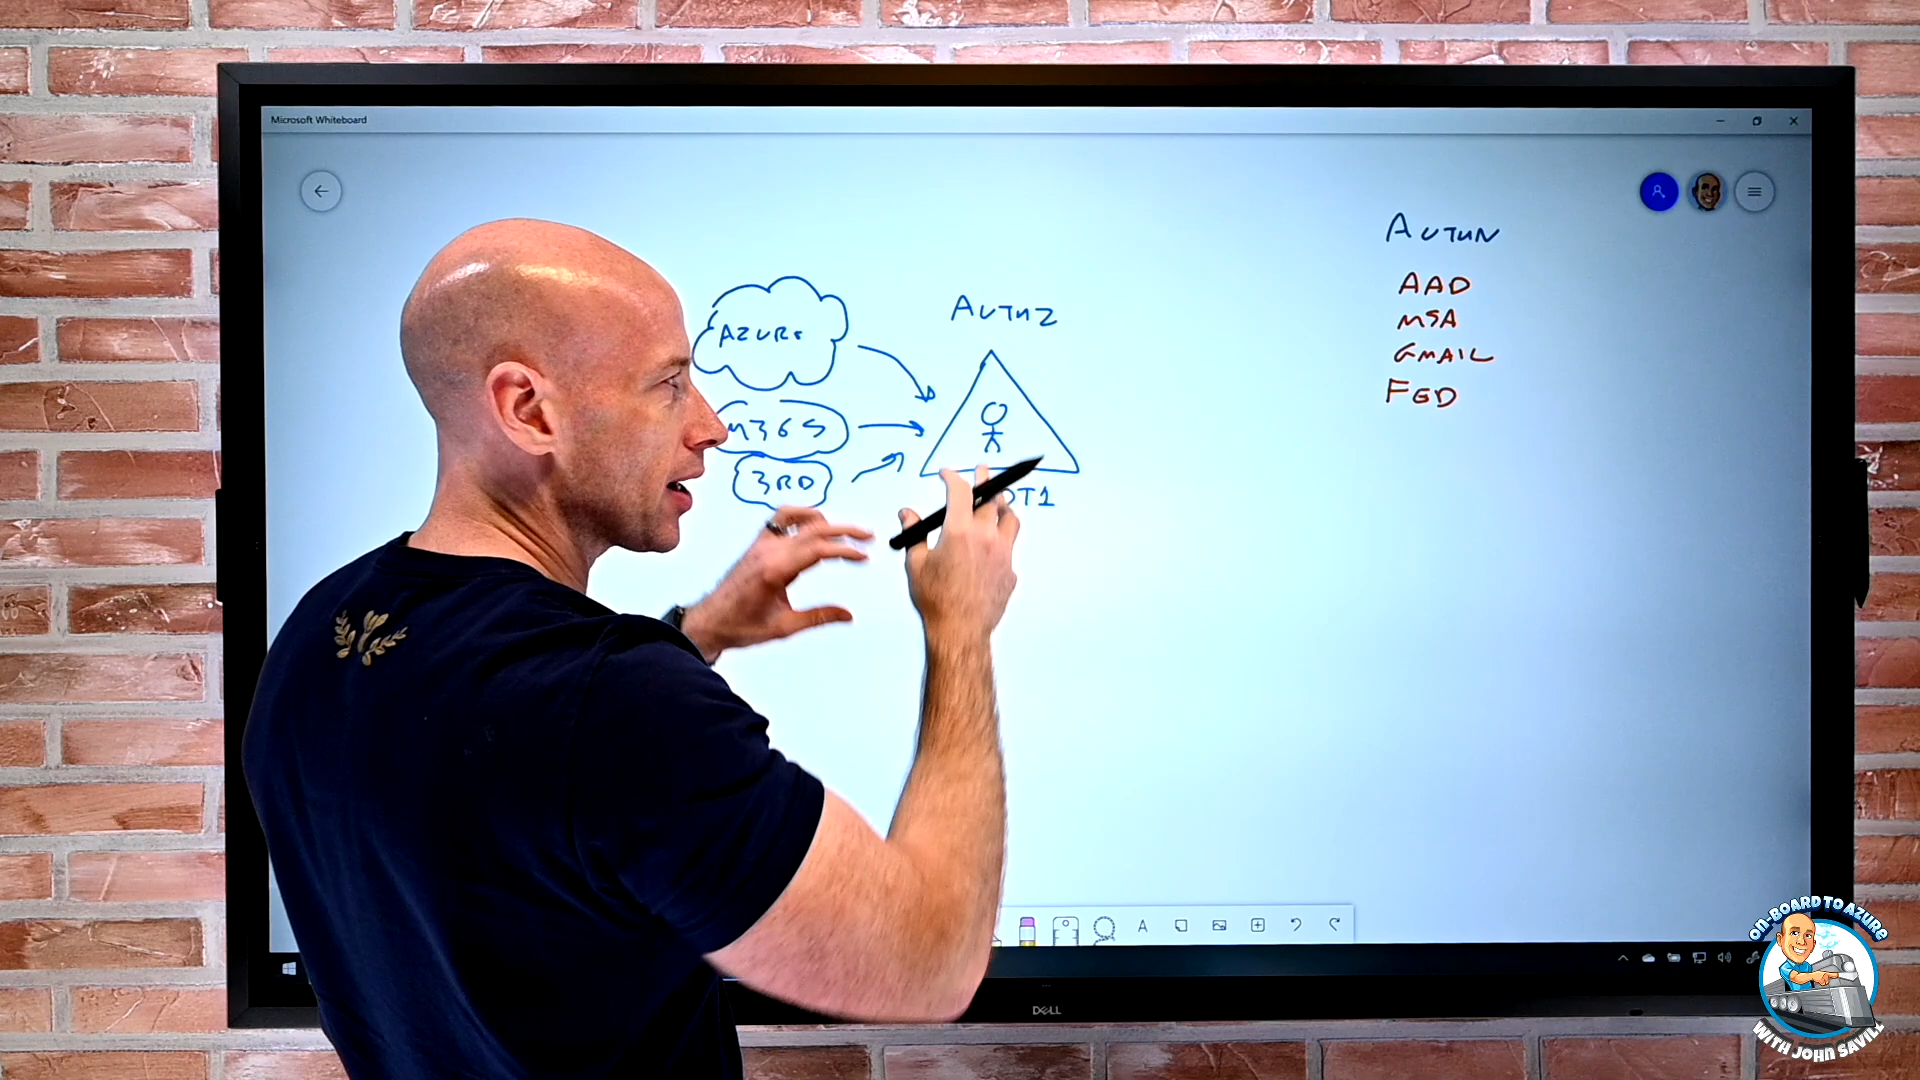 Microsoft Whiteboard
AUTHN
AAD
MSA
GMAIL
FED
AUTHZ
AZURE
M365
3RD
T1
A
DELL
ON-BOARD TO AZURE
WITH JOHN SAVILL